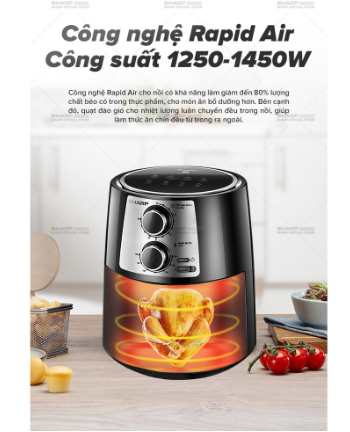 Công nghệ Rapid Air
Công suất 1250-1450W
Công nghệ Rapid Air cho nồi có khả năng làm giảm đến 80% lượng
chất béo có trong thực phẩm, cho món ăn bổ dưỡng hơn. Bên cạnh
đó, quạt đảo gió cho nhiệt lượng luân chuyển đều trong nồi, giúp
làm thức ăn chín đều từ trong ra ngoài.
SHARP